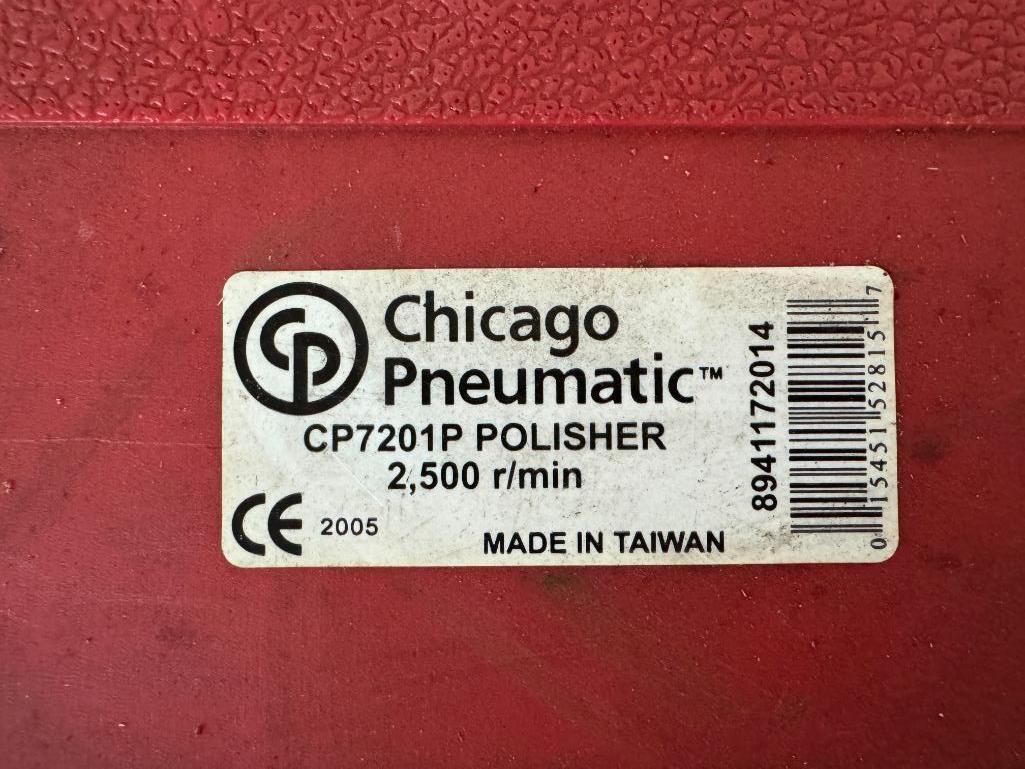 CP
Chicago
Pneumatic™
CP7201P POLISHER
2,500 r/min
CE 2005
MADE IN TAIWAN
8941172014
0 15451 52815 7